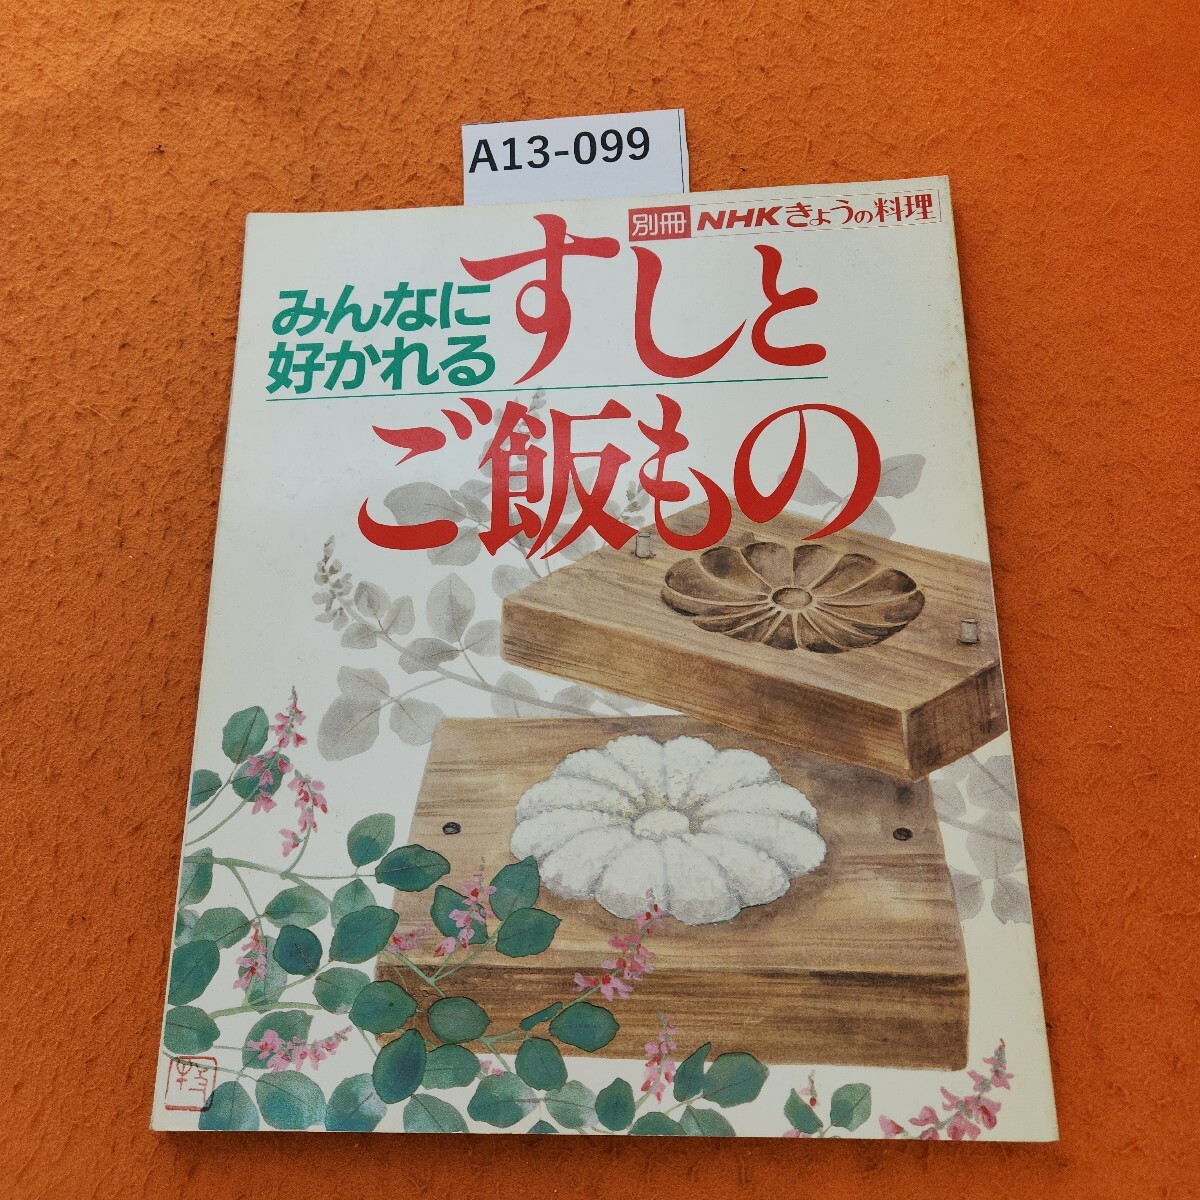 A13-099
別冊 NHKきょうの料理
みんなに
好かれる
すしと
ご飯もの